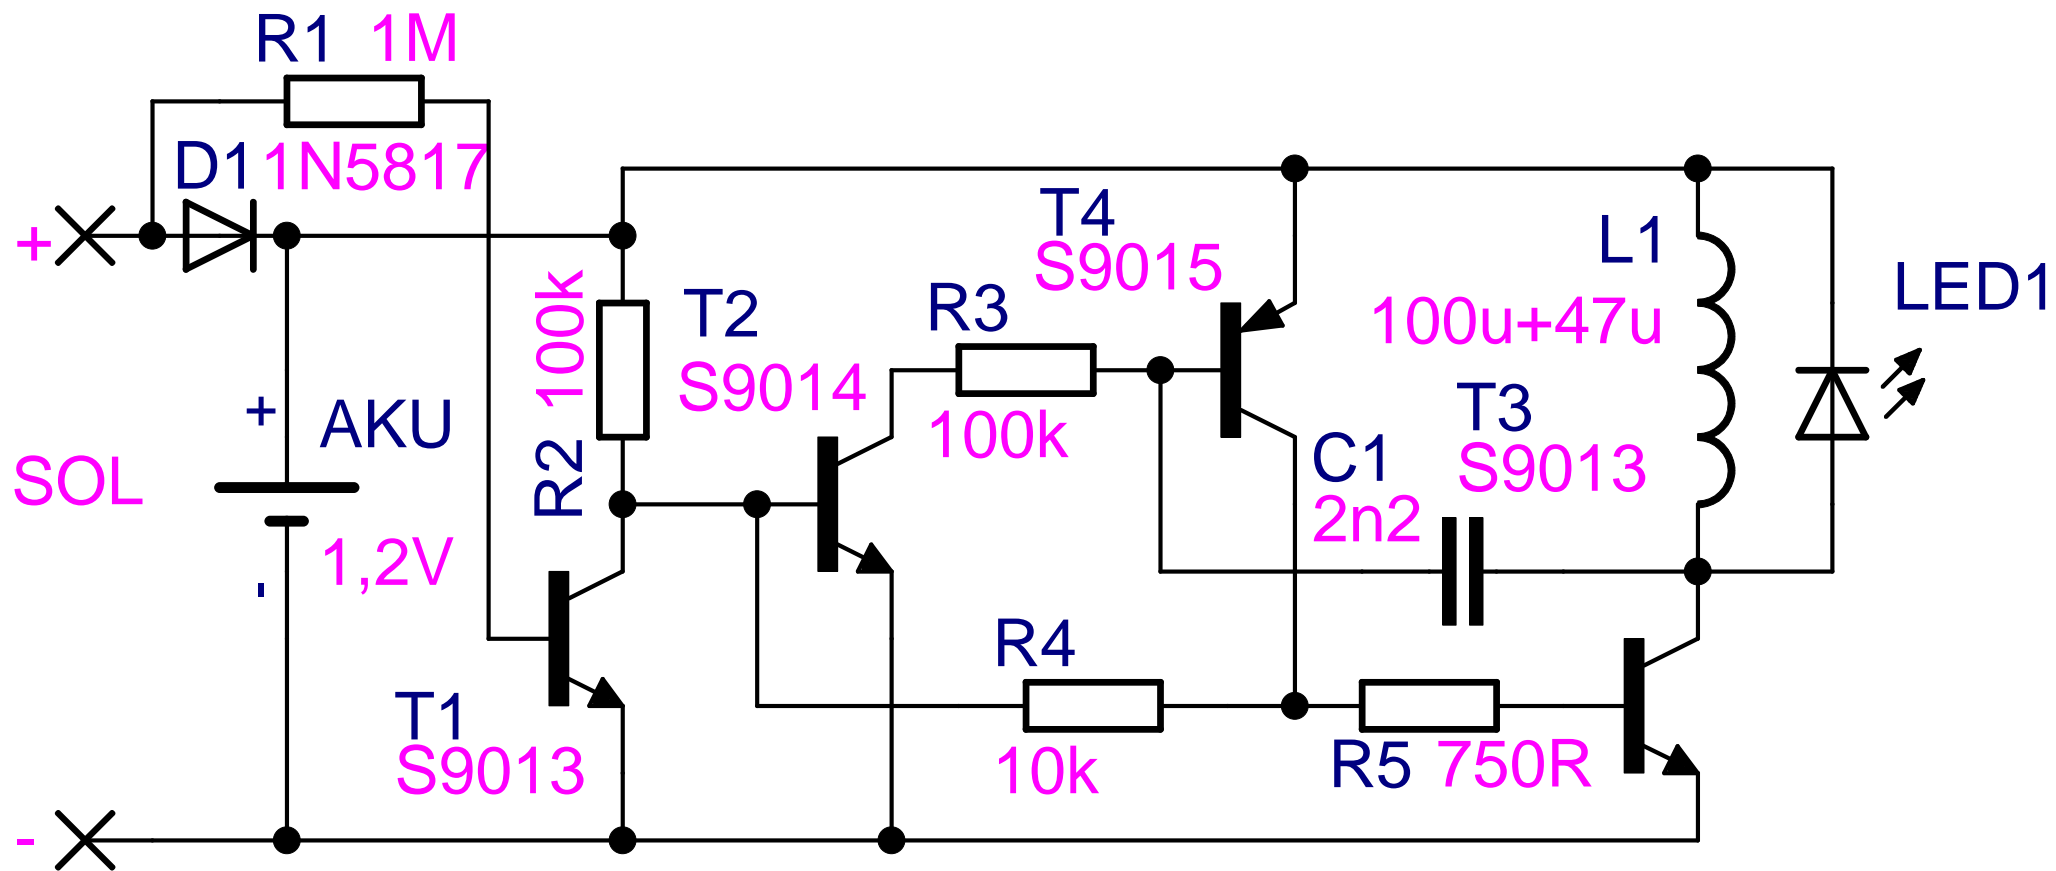 R1 1M
D1 1N5817
+
T4
S9015
L1
LED1
R3
T2
100k
100u+47u
S9014
T3
+
AKU
100k
C1
S9013
SOL
R2
2n2
1,2V
-
R4
T1
S9013
10k
R5 750R
-